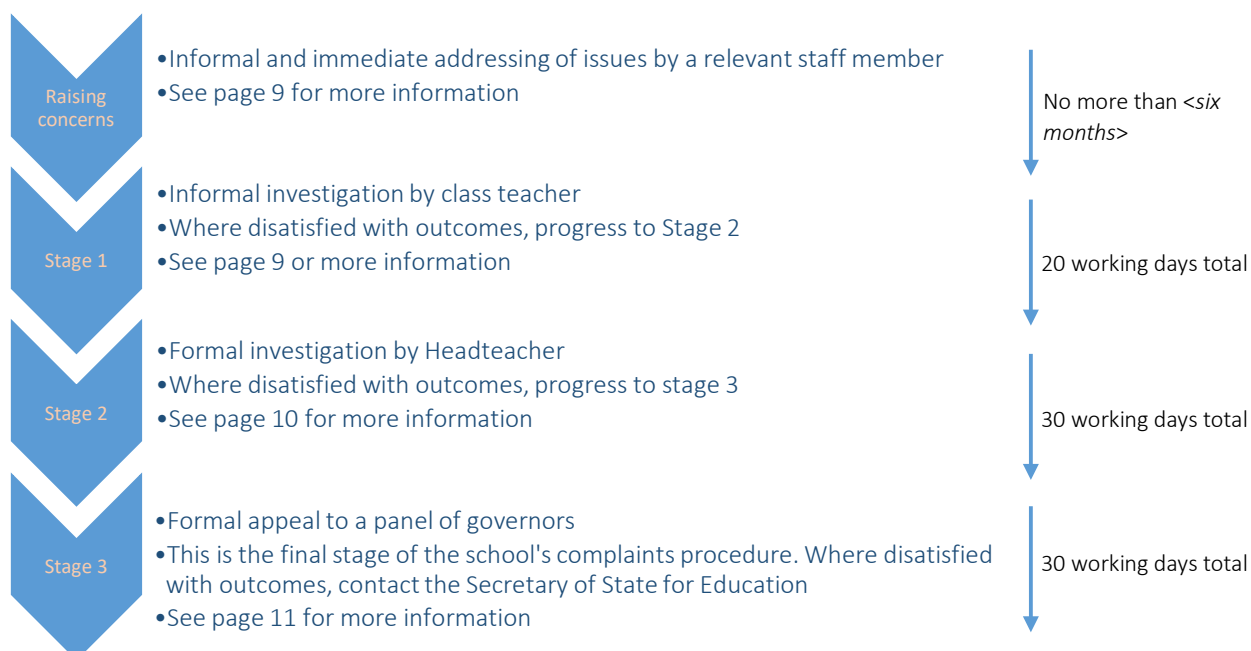 Raising
concerns
•Informal and immediate addressing of issues by a relevant staff member
•See page 9 for more information
No more than <six
months>
Stage 1
•Informal investigation by class teacher
•Where disatisfied with outcomes, progress to Stage 2
•See page 9 or more information
20 working days total
Stage 2
•Formal investigation by Headteacher
•Where disatisfied with outcomes, progress to stage 3
•See page 10 for more information
30 working days total
Stage 3
•Formal appeal to a panel of governors
•This is the final stage of the school's complaints procedure. Where disatisfied
with outcomes, contact the Secretary of State for Education
•See page 11 for more information
30 working days total